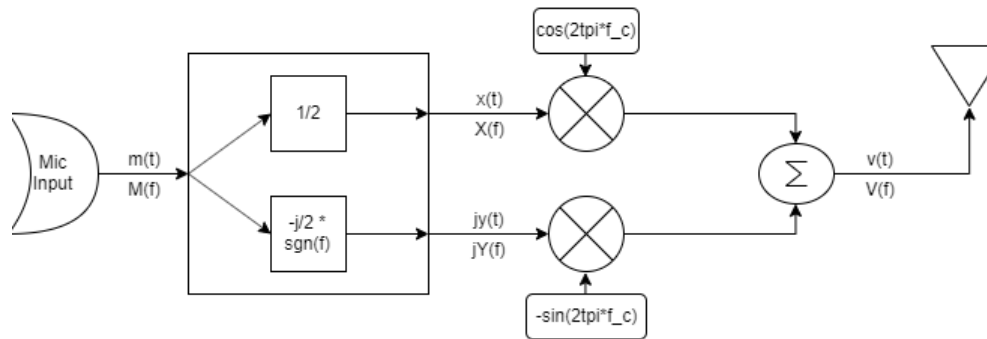 cos(2tpi*f_c)
1/2
x(t)
X(f)
Mic
Input
m(t)
M(f)
Σ
v(t)
V(f)
-j/2 *
sgn(f)
jy(t)
jY(f)
-sin(2tpi*f_c)